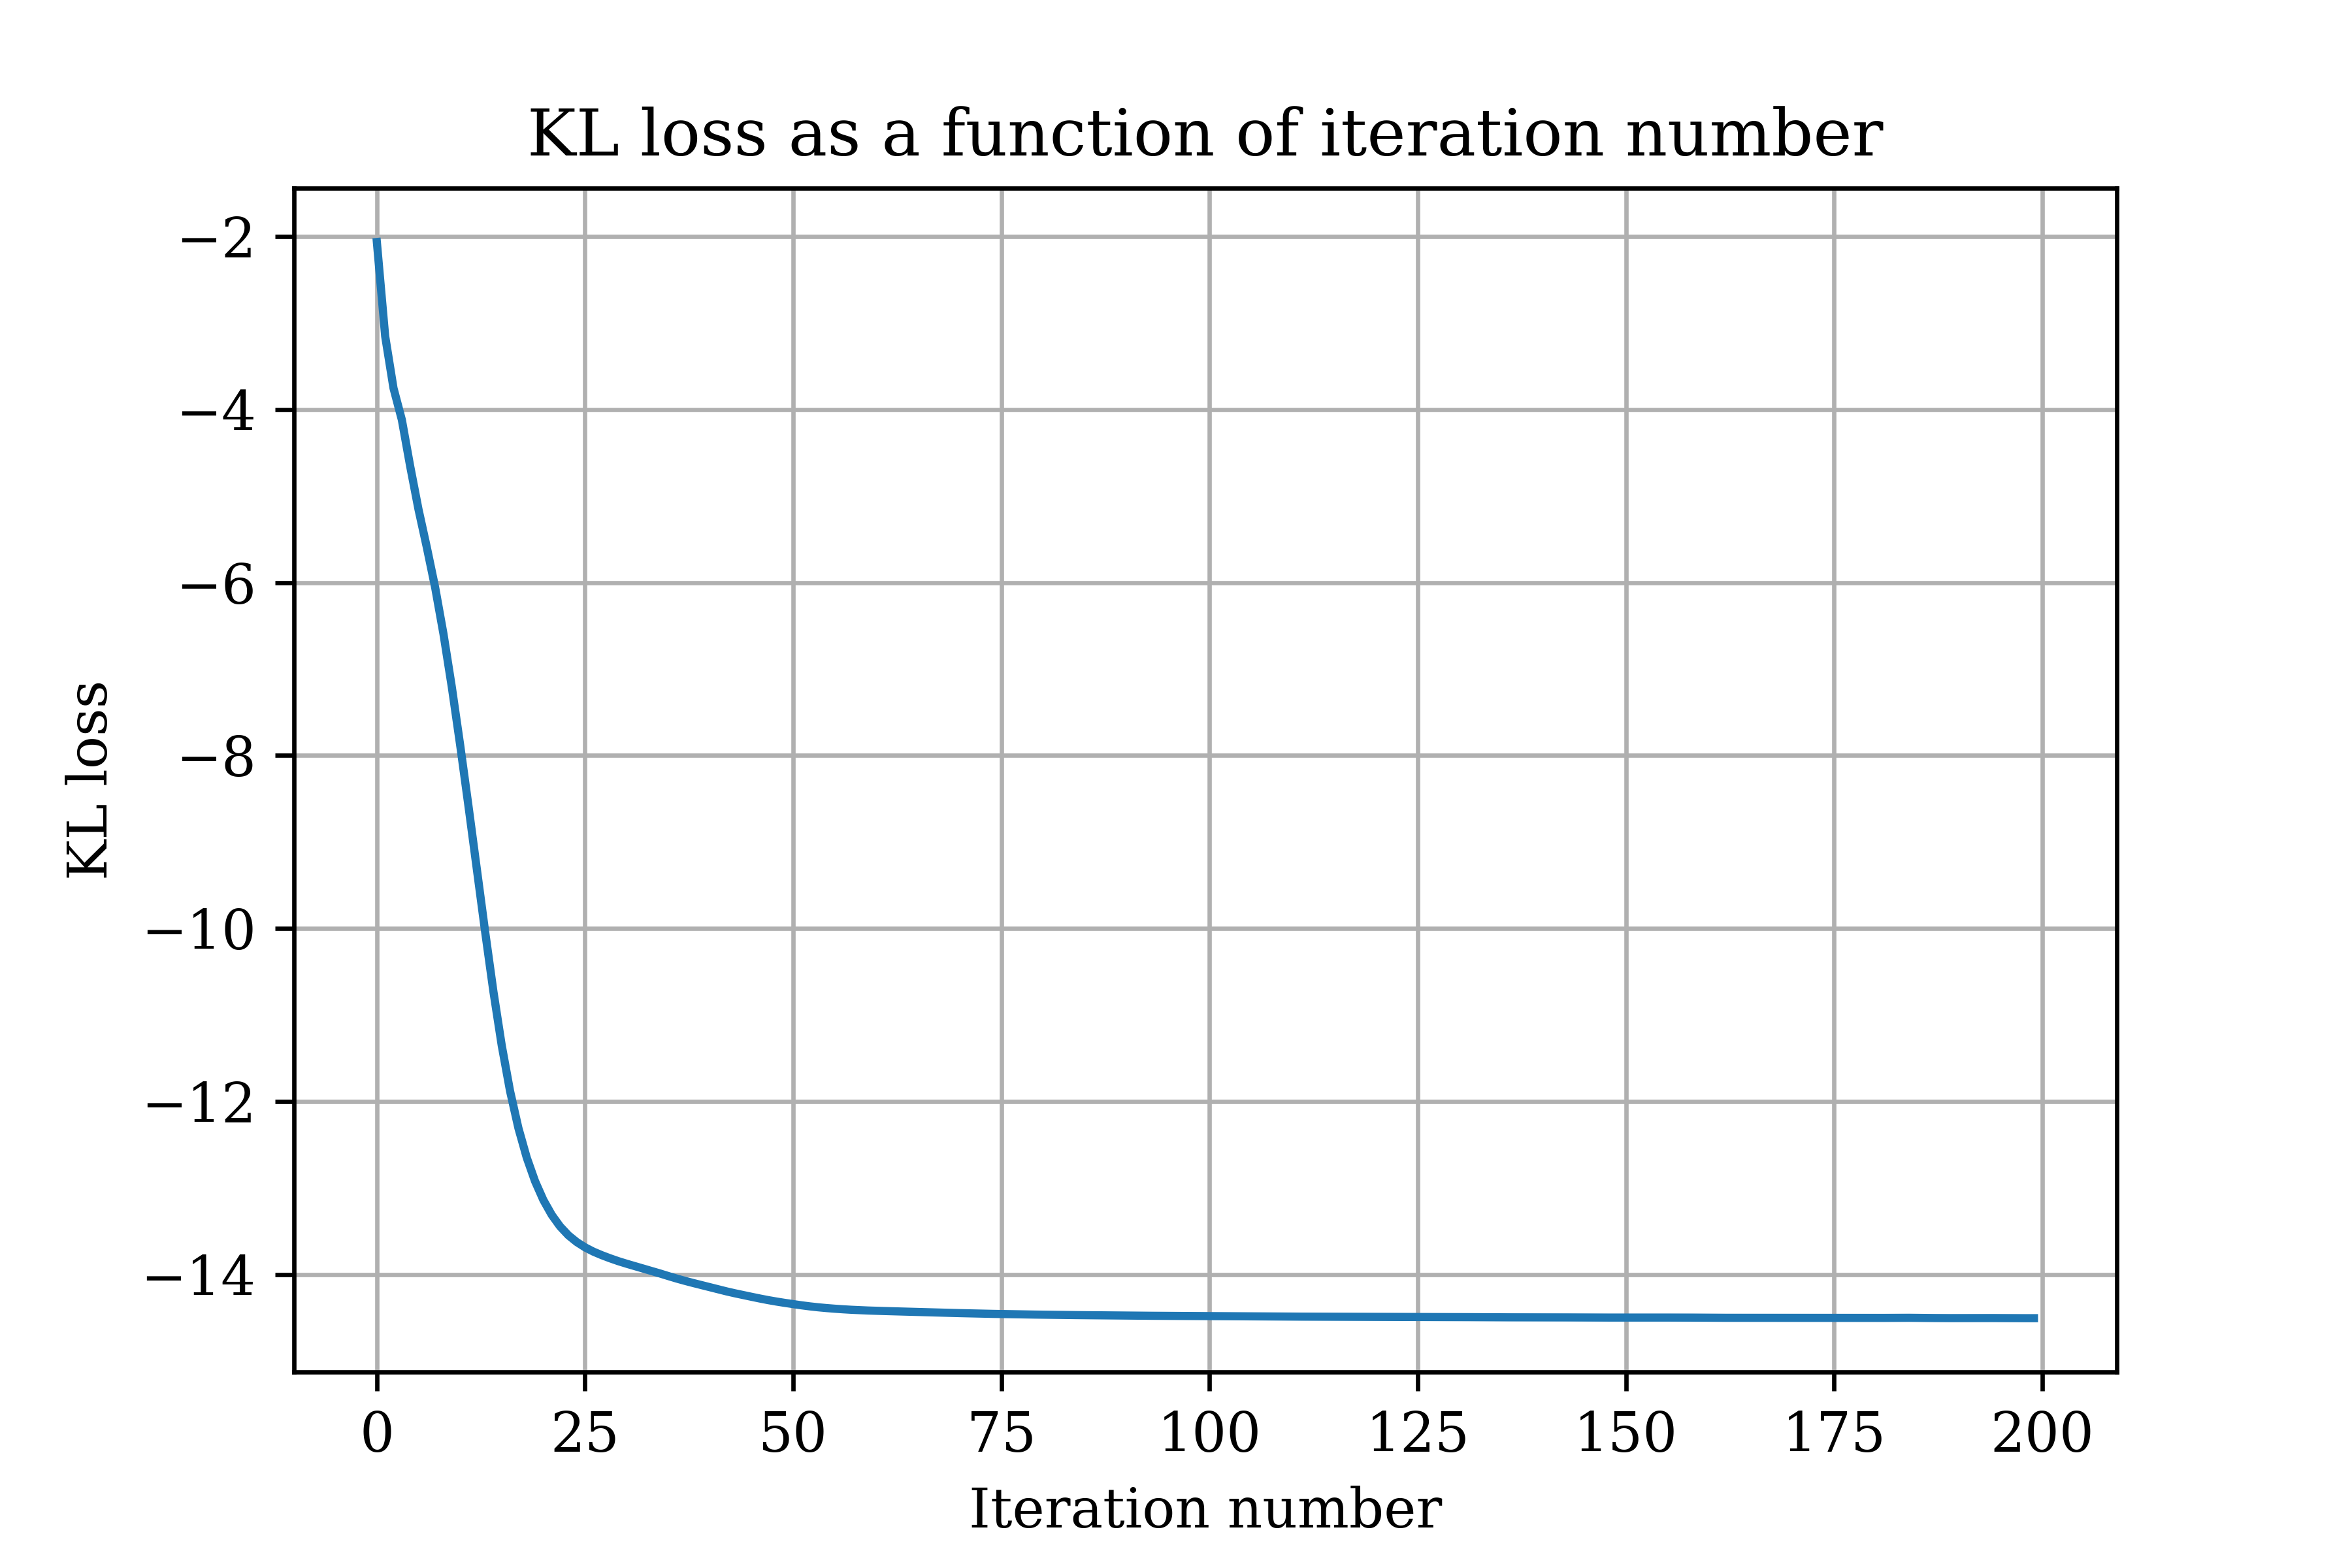 KL loss as a function of iteration number
−2
−4
−6
−8
−10
−12
−14
KL loss
0 25 50 75 100 125 150 175 200
Iteration number